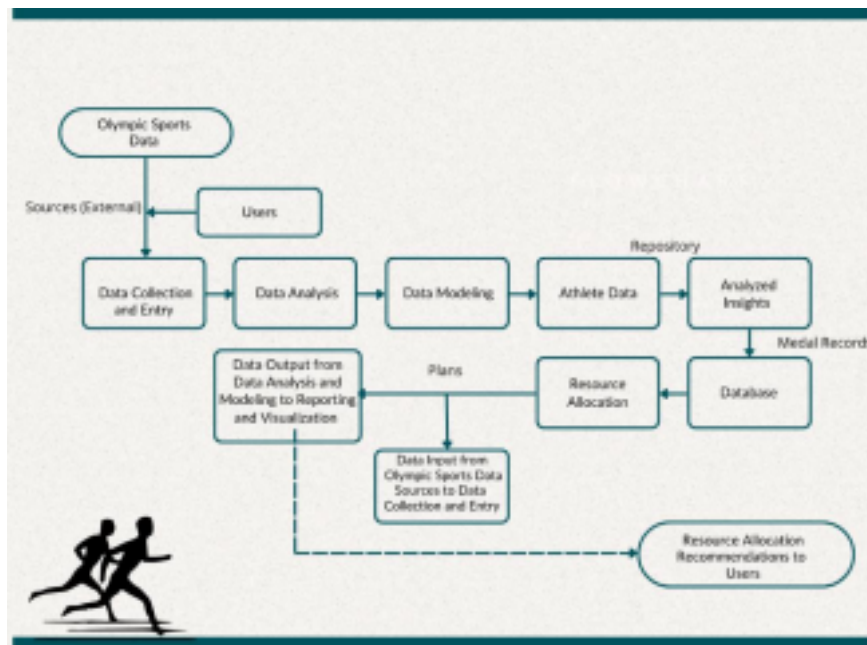 Olympic Sports
Data
Sources (External)
Users
Data Collection
and Entry
Data Analysis
Data Modeling
Athlete Data
Repository
Analyzed
Insights
Medal Records
Database
Resource
Allocation
Plans
Data Output from
Data Analysis and
Modeling to Reporting
and Visualization
Data Input from
Olympic Sports Data
Sources to Data
Collection and Entry
Resource Allocation
Recommendations to
Users